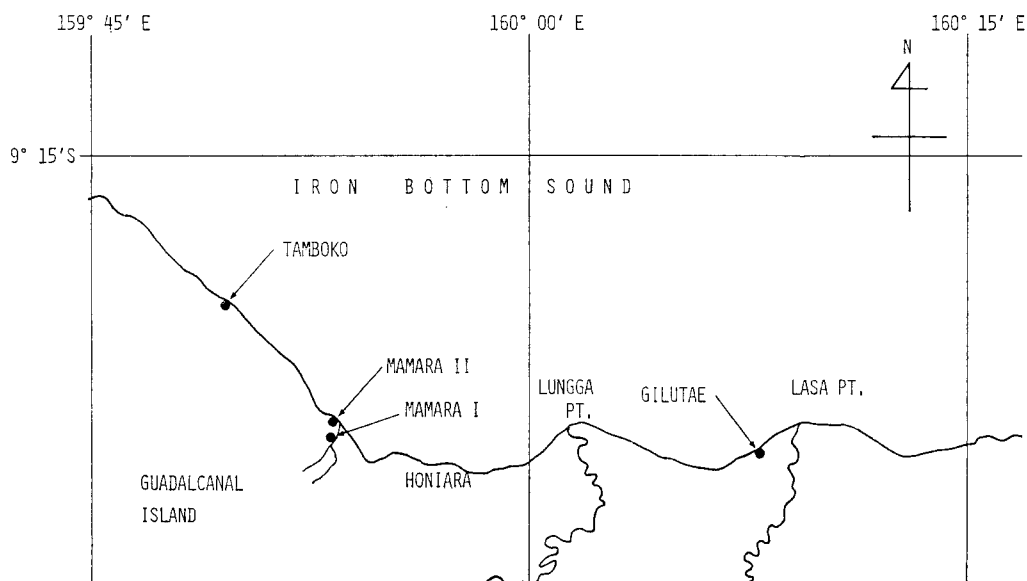 159° 45' E
160° 00' E
160° 15' E
N
9° 15'S
IRON BOTTOM SOUND
TAMBOKO
MAMARA II
MAMARA I
LUNGGA
PT.
GILUTAE
LASA PT.
HONIARA
GUADALCANAL
ISLAND